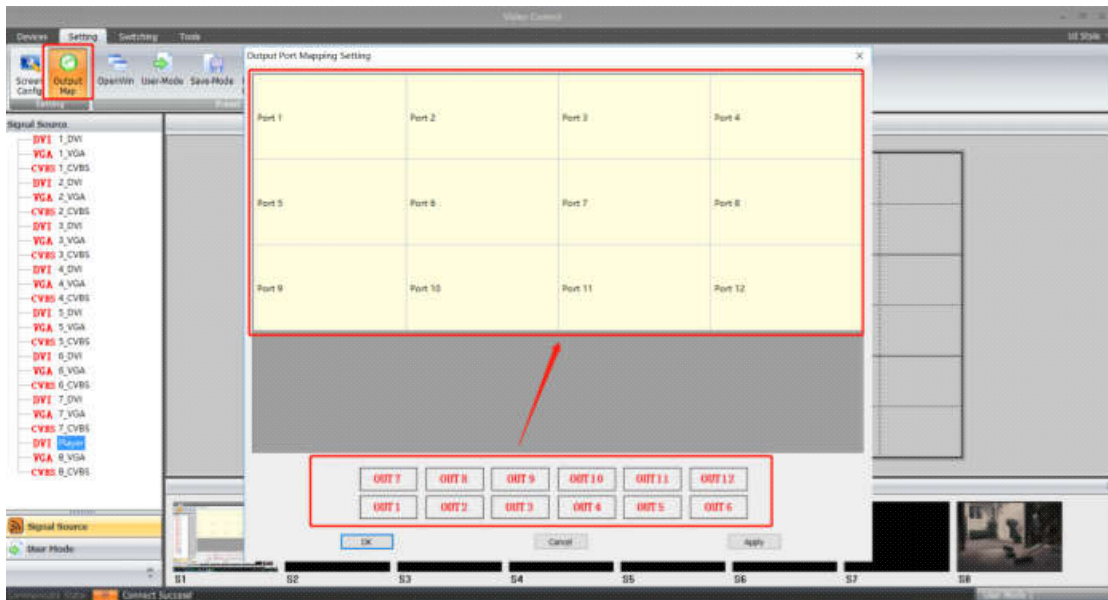 Video Control
Devices Setting Switching Tools
UI Style
Screen Config
Output Map
OpenWin
User-Mode
Save-Mode
Setting
Output Port Mapping Setting
Port 1 Port 2 Port 3 Port 4
Port 5 Port 6 Port 7 Port 8
Port 9 Port 10 Port 11 Port 12
OUT 7 OUT 8 OUT 9 OUT 10 OUT 11 OUT 12
OUT 1 OUT 2 OUT 3 OUT 4 OUT 5 OUT 6
OK Cancel Apply
Signal Source
DVI 1_DVI
VGA 1_VGA
CVBS 1_CVBS
DVI 2_DVI
VGA 2_VGA
CVBS 2_CVBS
DVI 3_DVI
VGA 3_VGA
CVBS 3_CVBS
DVI 4_DVI
VGA 4_VGA
CVBS 4_CVBS
DVI 5_DVI
VGA 5_VGA
CVBS 5_CVBS
DVI 6_DVI
VGA 6_VGA
CVBS 6_CVBS
DVI 7_DVI
VGA 7_VGA
CVBS 7_CVBS
DVI Player
VGA 8_VGA
CVBS 8_CVBS
Signal Source
User Mode
S1 S2 S3 S4 S5 S6 S7 S8
Connect Success
User Mode 1